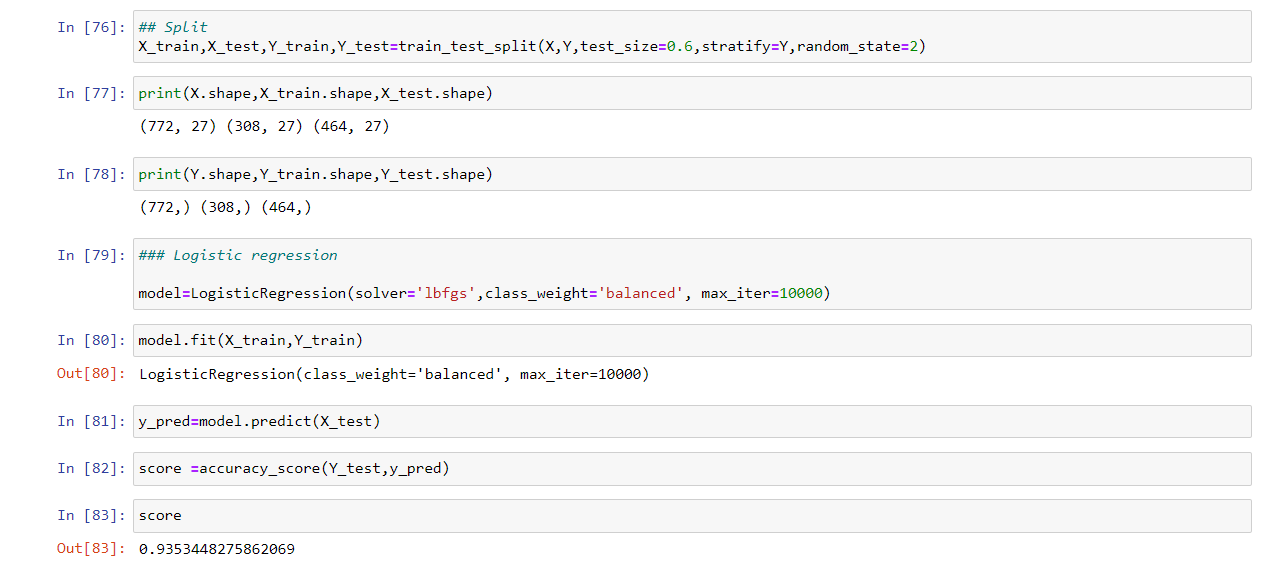 In [76]: ## Split
X_train,X_test,Y_train,Y_test=train_test_split(X,Y,test_size=0.6,stratify=Y,random_state=2)
In [77]: print(X.shape,X_train.shape,X_test.shape)
(772, 27) (308, 27) (464, 27)
In [78]: print(Y.shape,Y_train.shape,Y_test.shape)
(772,) (308,) (464,)
In [79]: ### Logistic regression
model=LogisticRegression(solver='lbfgs',class_weight='balanced', max_iter=10000)
In [80]: model.fit(X_train,Y_train)
Out[80]: LogisticRegression(class_weight='balanced', max_iter=10000)
In [81]: y_pred=model.predict(X_test)
In [82]: score =accuracy_score(Y_test,y_pred)
In [83]: score
Out[83]: 0.9353448275862069